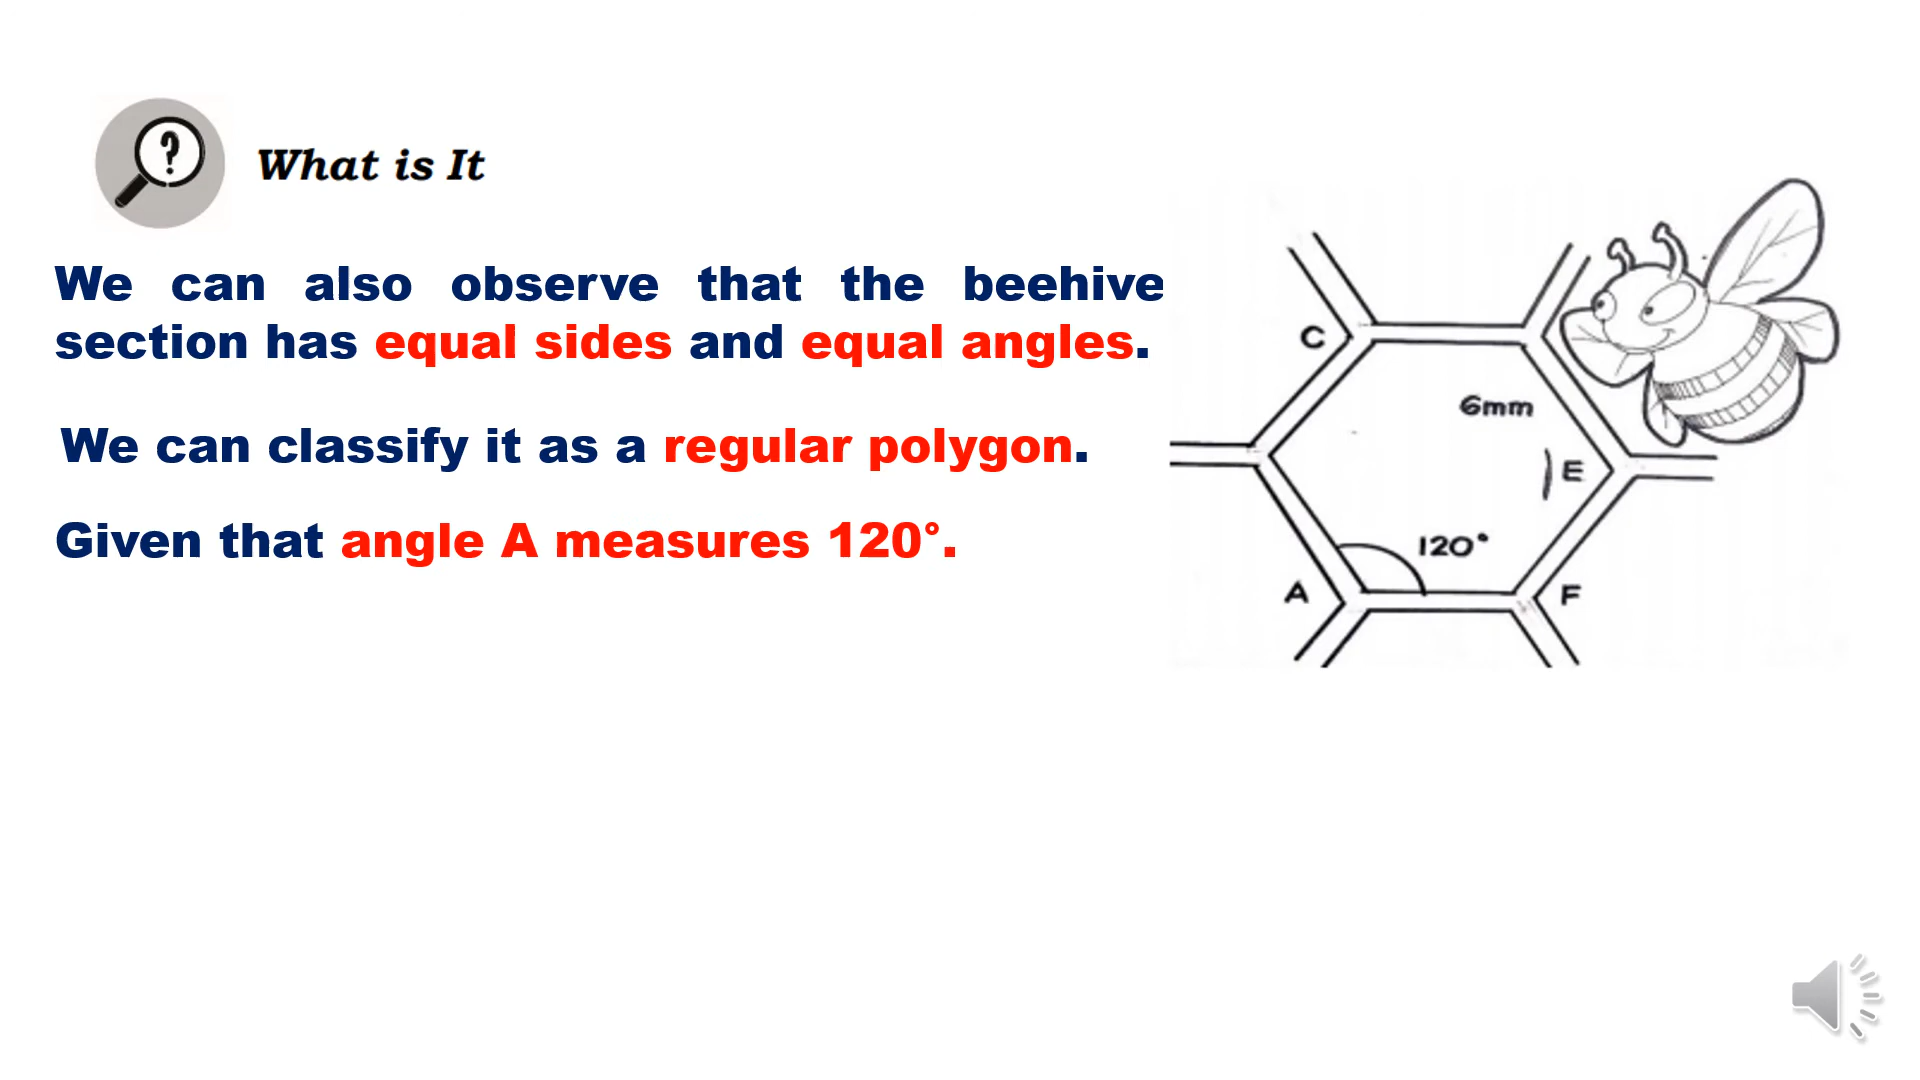 What is It
We can also observe that the beehive
section has equal sides and equal angles.
We can classify it as a regular polygon.
Given that angle A measures 120°.
C
6mm
E
120°
A
F